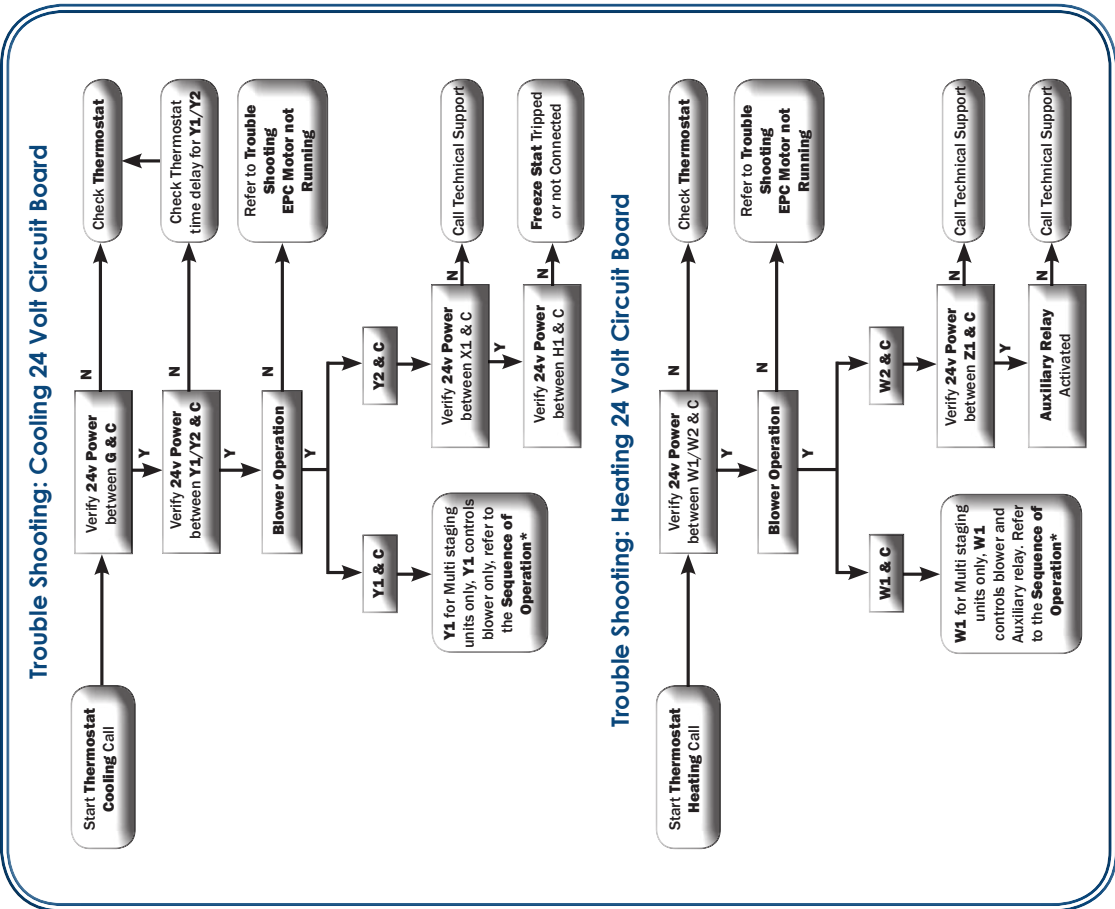 Trouble Shooting: Cooling 24 Volt Circuit Board
Start Thermostat
Cooling Call
Verify 24v Power
between G & C
N
Check Thermostat
Y
Verify 24v Power
between Y1/Y2 & C
N
Check Thermostat
time delay for Y1/Y2
Y
Blower Operation
N
Refer to Trouble
Shooting
EPC Motor not
Running
Y
Y1 & C
Y2 & C
Y1 for Multi staging
units only, Y1 controls
blower only, refer to
the Sequence of
Operation*
Verify 24v Power
between X1 & C
N
Call Technical Support
Y
Verify 24v Power
between H1 & C
N
Freeze Stat Tripped
or not Connected
Trouble Shooting: Heating 24 Volt Circuit Board
Start Thermostat
Heating Call
Verify 24v Power
between W1/W2 & C
N
Check Thermostat
Y
Blower Operation
N
Refer to Trouble
Shooting
EPC Motor not
Running
Y
W1 & C
W2 & C
W1 for Multi staging
units only, W1
controls blower and
Auxiliary relay. Refer
to the Sequence of
Operation*
Verify 24v Power
between Z1 & C
N
Call Technical Support
Y
Auxiliary Relay
Activated
N
Call Technical Support